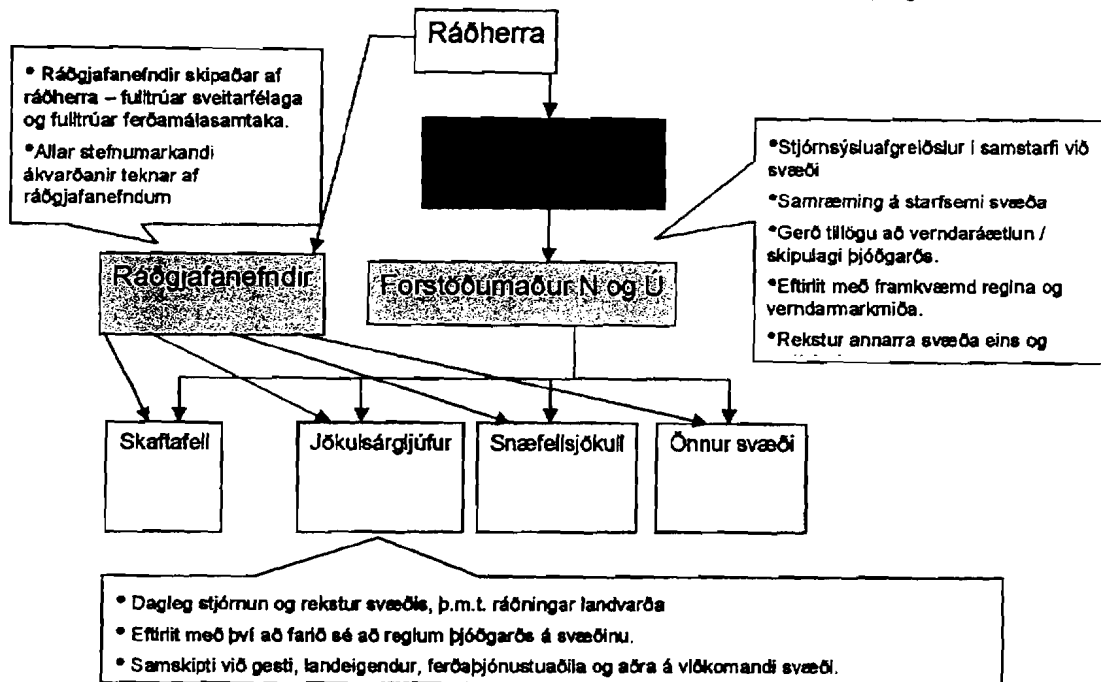 Ráðherra
• Ráðgjafanefndir skipaðar af
ráðherra – fulltrúar sveitarfélaga
og fulltrúar ferðamálasamtaka.
•Allar stefnumarkandi
ákvarðanir teknar af
ráðgjafanefndum
•Stjórnsýsluafgreiðslur í samstarfi við
svæði
•Samræming á starfsemi svæða
•Gerð tillögu að verndaráætlun /
skipulagi þjóðgarðs.
•Eftirlit með framkvæmd reglna og
verndarmarkmiða.
•Rekstur annarra svæða eins og
Ráðgjafanefndir
Forstöðumaður N og Ú
Skaftafell
Jökulsárgljúfur
Snæfellsjökull
Önnur svæði
• Dagleg stjórnun og rekstur svæðis, þ.m.t. ráðningar landvarða
• Eftirlit með því að farið sé að reglum þjóðgarðs á svæðinu.
• Samskipti við gesti, landeigendur, ferðaþjónustuaðila og aðra á viðkomandi svæði.